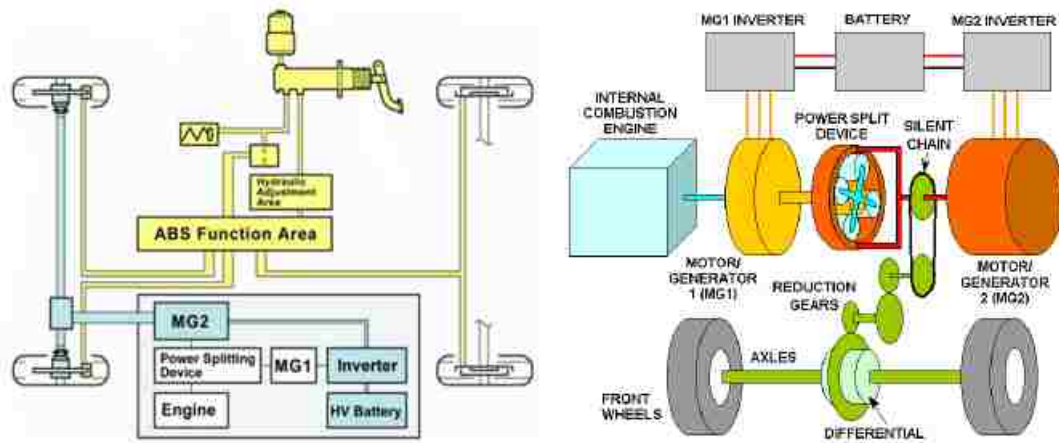 Hydraulic
Adjustment
Area
ABS Function Area
MG2
Power Splitting
Device
MG1
Inverter
Engine
HV Battery
MG1 INVERTER
BATTERY
MG2 INVERTER
INTERNAL
COMBUSTION
ENGINE
POWER SPLIT
DEVICE
SILENT
CHAIN
MOTOR/
GENERATOR
1 (MG1)
REDUCTION
GEARS
MOTOR/
GENERATOR
2 (MG2)
AXLES
FRONT
WHEELS
DIFFERENTIAL